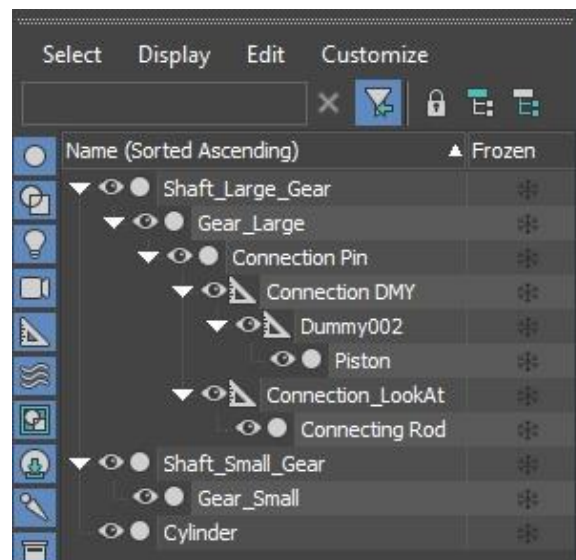 Select Display Edit Customize
Name (Sorted Ascending) Frozen
Shaft_Large_Gear
Gear_Large
Connection Pin
Connection DMY
Dummy002
Piston
Connection_LookAt
Connecting Rod
Shaft_Small_Gear
Gear_Small
Cylinder